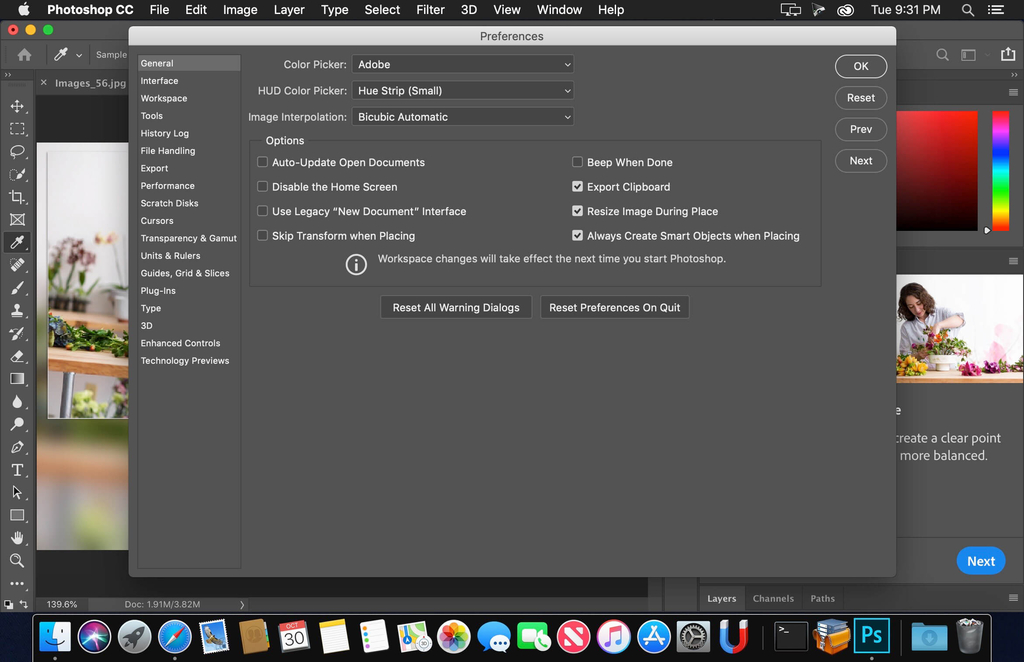 Photoshop CC File Edit Image Layer Type Select Filter 3D View Window Help Tue 9:31 PM
Preferences
Sample
Images_56.jpg
General
Interface
Workspace
Tools
History Log
File Handling
Export
Performance
Scratch Disks
Cursors
Transparency & Gamut
Units & Rulers
Guides, Grid & Slices
Plug-Ins
Type
3D
Enhanced Controls
Technology Previews
Color Picker: Adobe
HUD Color Picker: Hue Strip (Small)
Image Interpolation: Bicubic Automatic
Options
Auto-Update Open Documents
Disable the Home Screen
Use Legacy “New Document” Interface
Skip Transform when Placing
Beep When Done
Export Clipboard
Resize Image During Place
Always Create Smart Objects when Placing
Workspace changes will take effect the next time you start Photoshop.
Reset All Warning Dialogs Reset Preferences On Quit
OK
Reset
Prev
Next
create a clear point
more balanced.
Next
Layers Channels Paths
139.6% Doc: 1.91M/3.82M
OCT
30
Ps